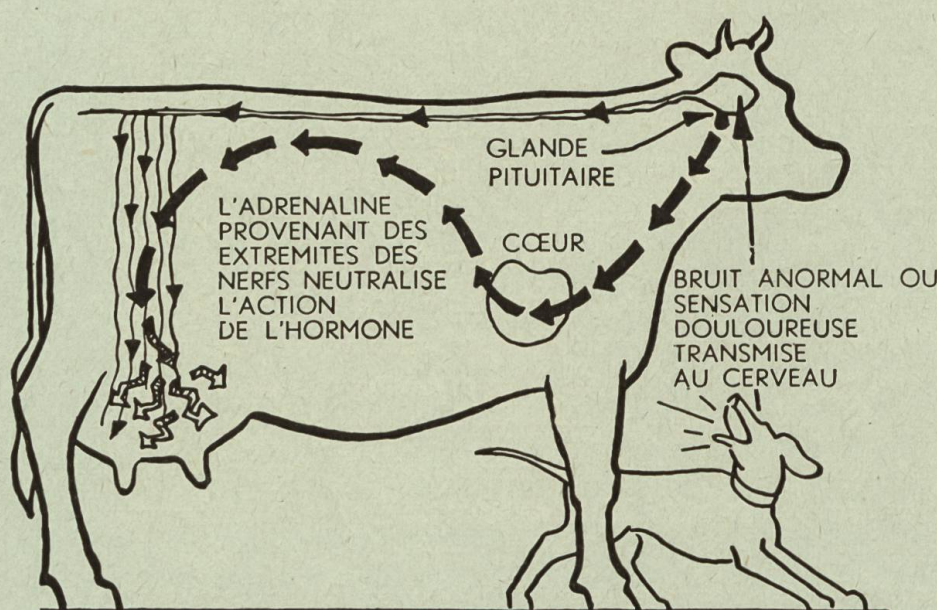 GLANDE
PITUITAIRE
L'ADRENALINE
PROVENANT DES
EXTREMITES DES
NERFS NEUTRALISE
L'ACTION
DE L'HORMONE
CŒUR
BRUIT ANORMAL OU
SENSATION
DOULOUREUSE
TRANSMISE
AU CERVEAU